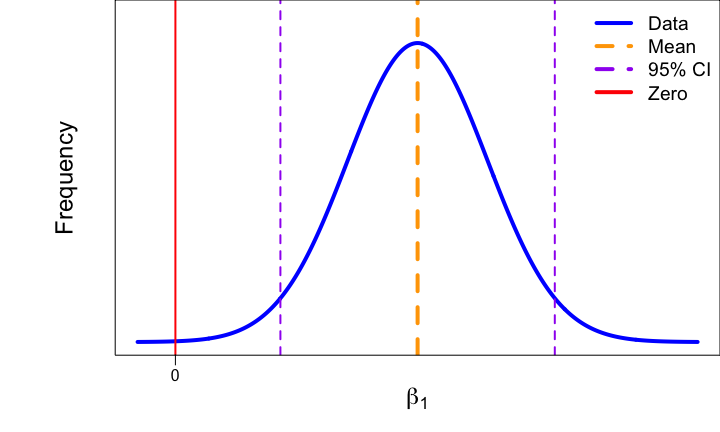 Data
Mean
95% CI
Zero
Frequency
0
β₁